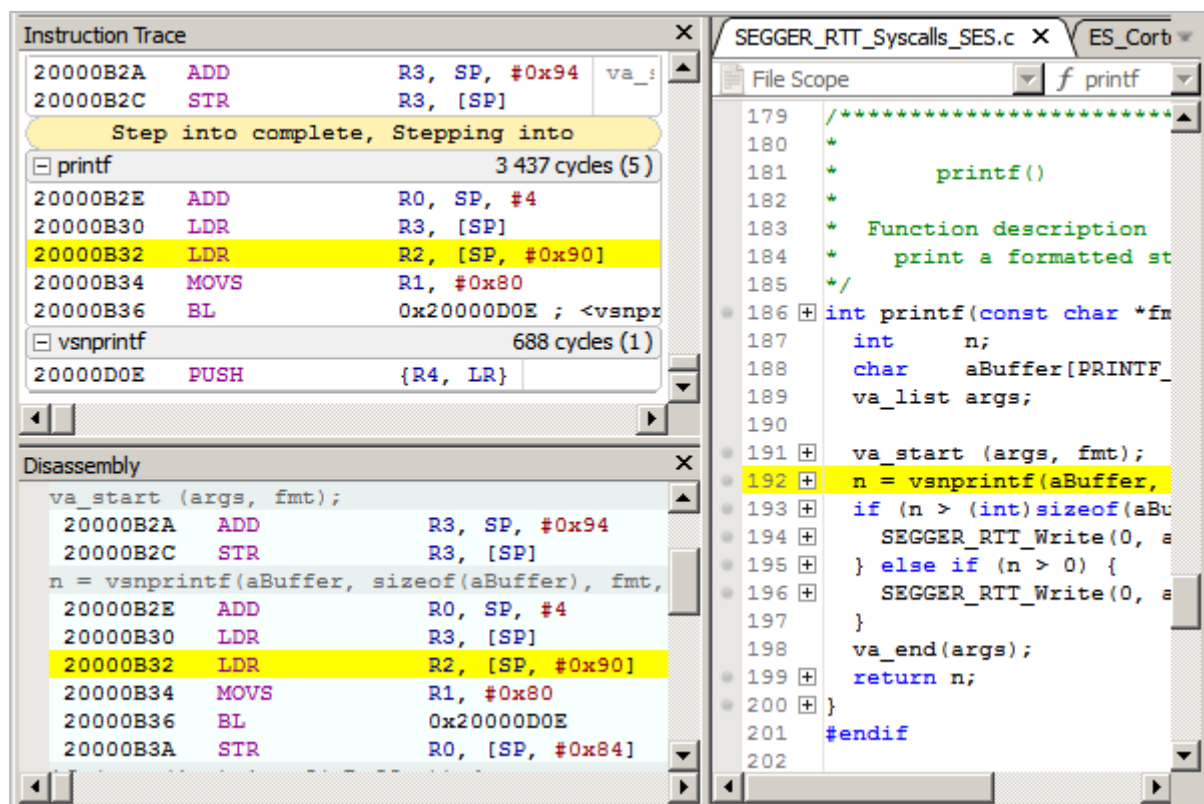 Instruction Trace
20000B2A ADD R3, SP, #0x94 va_s
20000B2C STR R3, [SP]
Step into complete, Stepping into
printf 3 437 cycles (5)
20000B2E ADD R0, SP, #4
20000B30 LDR R3, [SP]
20000B32 LDR R2, [SP, #0x90]
20000B34 MOVS R1, #0x80
20000B36 BL 0x20000D0E ; <vsnpr
vsnprintf 688 cycles (1)
20000D0E PUSH {R4, LR}
Disassembly
va_start (args, fmt);
20000B2A ADD R3, SP, #0x94
20000B2C STR R3, [SP]
n = vsnprintf(aBuffer, sizeof(aBuffer), fmt,
20000B2E ADD R0, SP, #4
20000B30 LDR R3, [SP]
20000B32 LDR R2, [SP, #0x90]
20000B34 MOVS R1, #0x80
20000B36 BL 0x20000D0E
20000B3A STR R0, [SP, #0x84]
SEGGER_RTT_Syscalls_SES.c ES_Corte
File Scope f printf
179 /*************************
180 *
181 * printf()
182 *
183 * Function description
184 * print a formatted st
185 */
186 int printf(const char *fm
187 int n;
188 char aBuffer[PRINTF_
189 va_list args;
190
191 va_start (args, fmt);
192 n = vsnprintf(aBuffer,
193 if (n > (int)sizeof(aBu
194 SEGGER_RTT_Write(0, a
195 } else if (n > 0) {
196 SEGGER_RTT_Write(0, a
197 }
198 va_end(args);
199 return n;
200 }
201 #endif
202